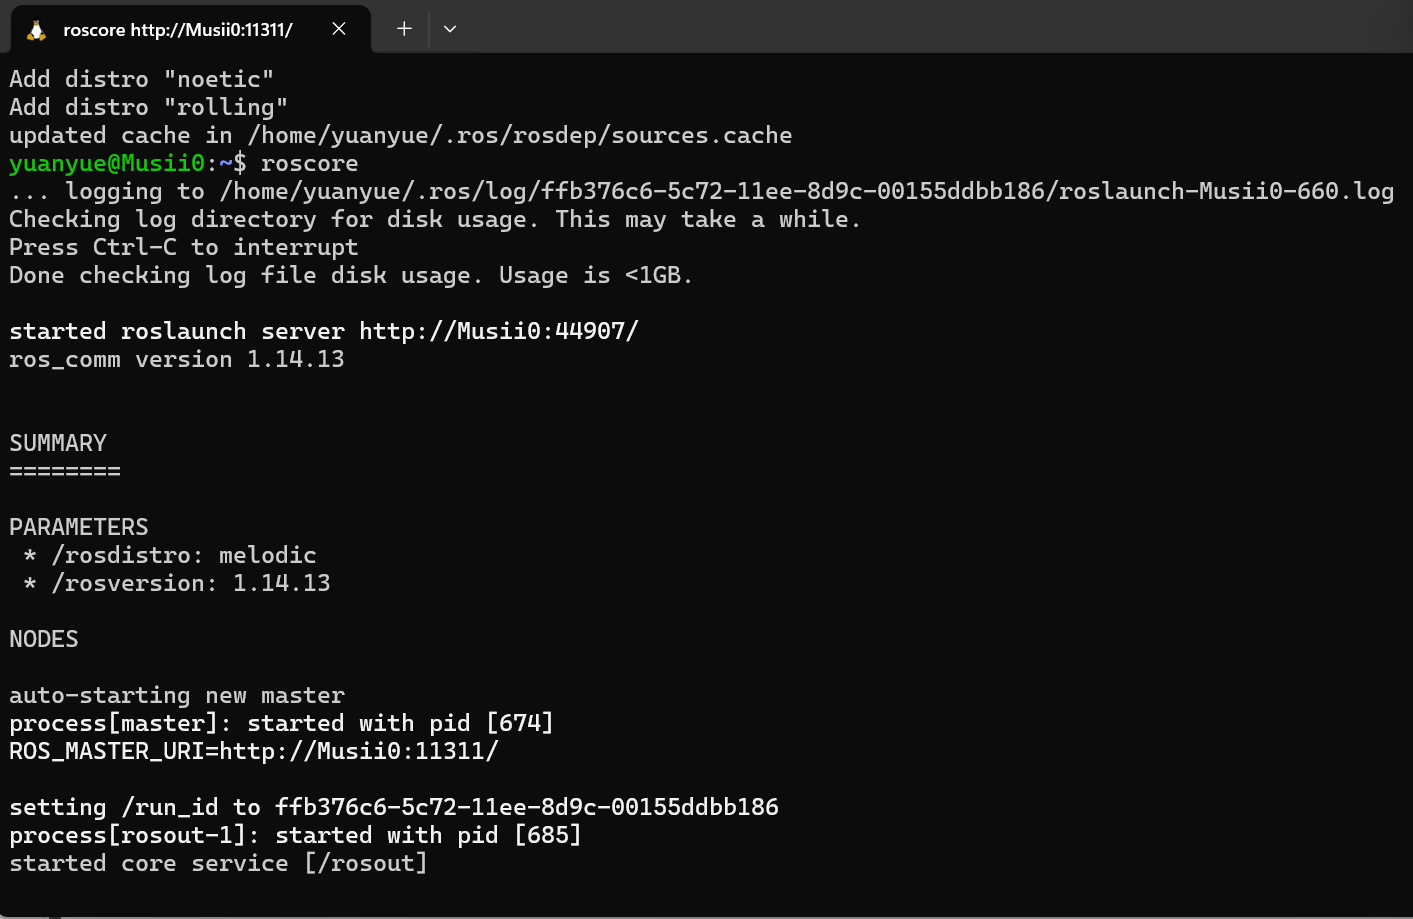 roscore http://Musii0:11311/
Add distro "noetic"
Add distro "rolling"
updated cache in /home/yuanyue/.ros/rosdep/sources.cache
yuanyue@Musii0:~$ roscore
... logging to /home/yuanyue/.ros/log/ffb376c6-5c72-11ee-8d9c-00155ddbb186/roslaunch-Musii0-660.log
Checking log directory for disk usage. This may take a while.
Press Ctrl-C to interrupt
Done checking log file disk usage. Usage is <1GB.
started roslaunch server http://Musii0:44907/
ros_comm version 1.14.13
SUMMARY
========
PARAMETERS
 * /rosdistro: melodic
 * /rosversion: 1.14.13
NODES
auto-starting new master
process[master]: started with pid [674]
ROS_MASTER_URI=http://Musii0:11311/
setting /run_id to ffb376c6-5c72-11ee-8d9c-00155ddbb186
process[rosout-1]: started with pid [685]
started core service [/rosout]